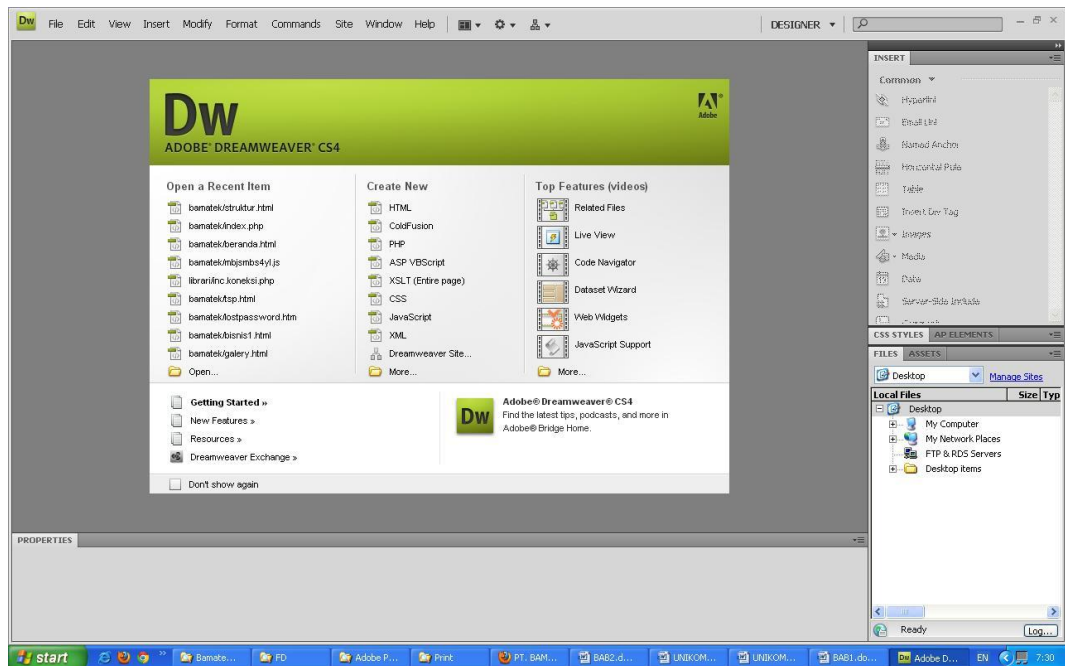 Dw File Edit View Insert Modify Format Commands Site Window Help DESIGNER
Dw
ADOBE® DREAMWEAVER® CS4
Adobe
Open a Recent Item
bamatek/struktur.html
bamatek/index.php
bamatek/beranda.html
bamatek/mbjsmbs4yl.js
librari/inc.koneksi.php
bamatek/tsp.html
bamatek/lostpassword.htm
bamatek/bisnis1.html
bamatek/galery.html
Open...
Create New
HTML
ColdFusion
PHP
ASP VBScript
XSLT (Entire page)
CSS
JavaScript
XML
Dreamweaver Site...
More...
Top Features (videos)
Related Files
Live View
Code Navigator
Dataset Wizard
Web Widgets
JavaScript Support
More...
Getting Started »
New Features »
Resources »
Dreamweaver Exchange »
Dw
Adobe® Dreamweaver® CS4
Find the latest tips, podcasts, and more in
Adobe® Bridge Home.
Don't show again
PROPERTIES
INSERT
Common
Hyperlink
Email Link
Named Anchor
Horizontal Rule
Table
Insert Div Tag
Images
Media
Date
Server-Side Include
CSS STYLES AP ELEMENTS
FILES ASSETS
Desktop Manage Sites
Local Files Size Typ
Desktop
My Computer
My Network Places
FTP & RDS Servers
Desktop items
Ready Log...
start Bamate... FD Adobe P... Print PT. BAM... BAB2.d... UNIKOM... UNIKOM... BAB1.do... Adobe D... EN 7:30